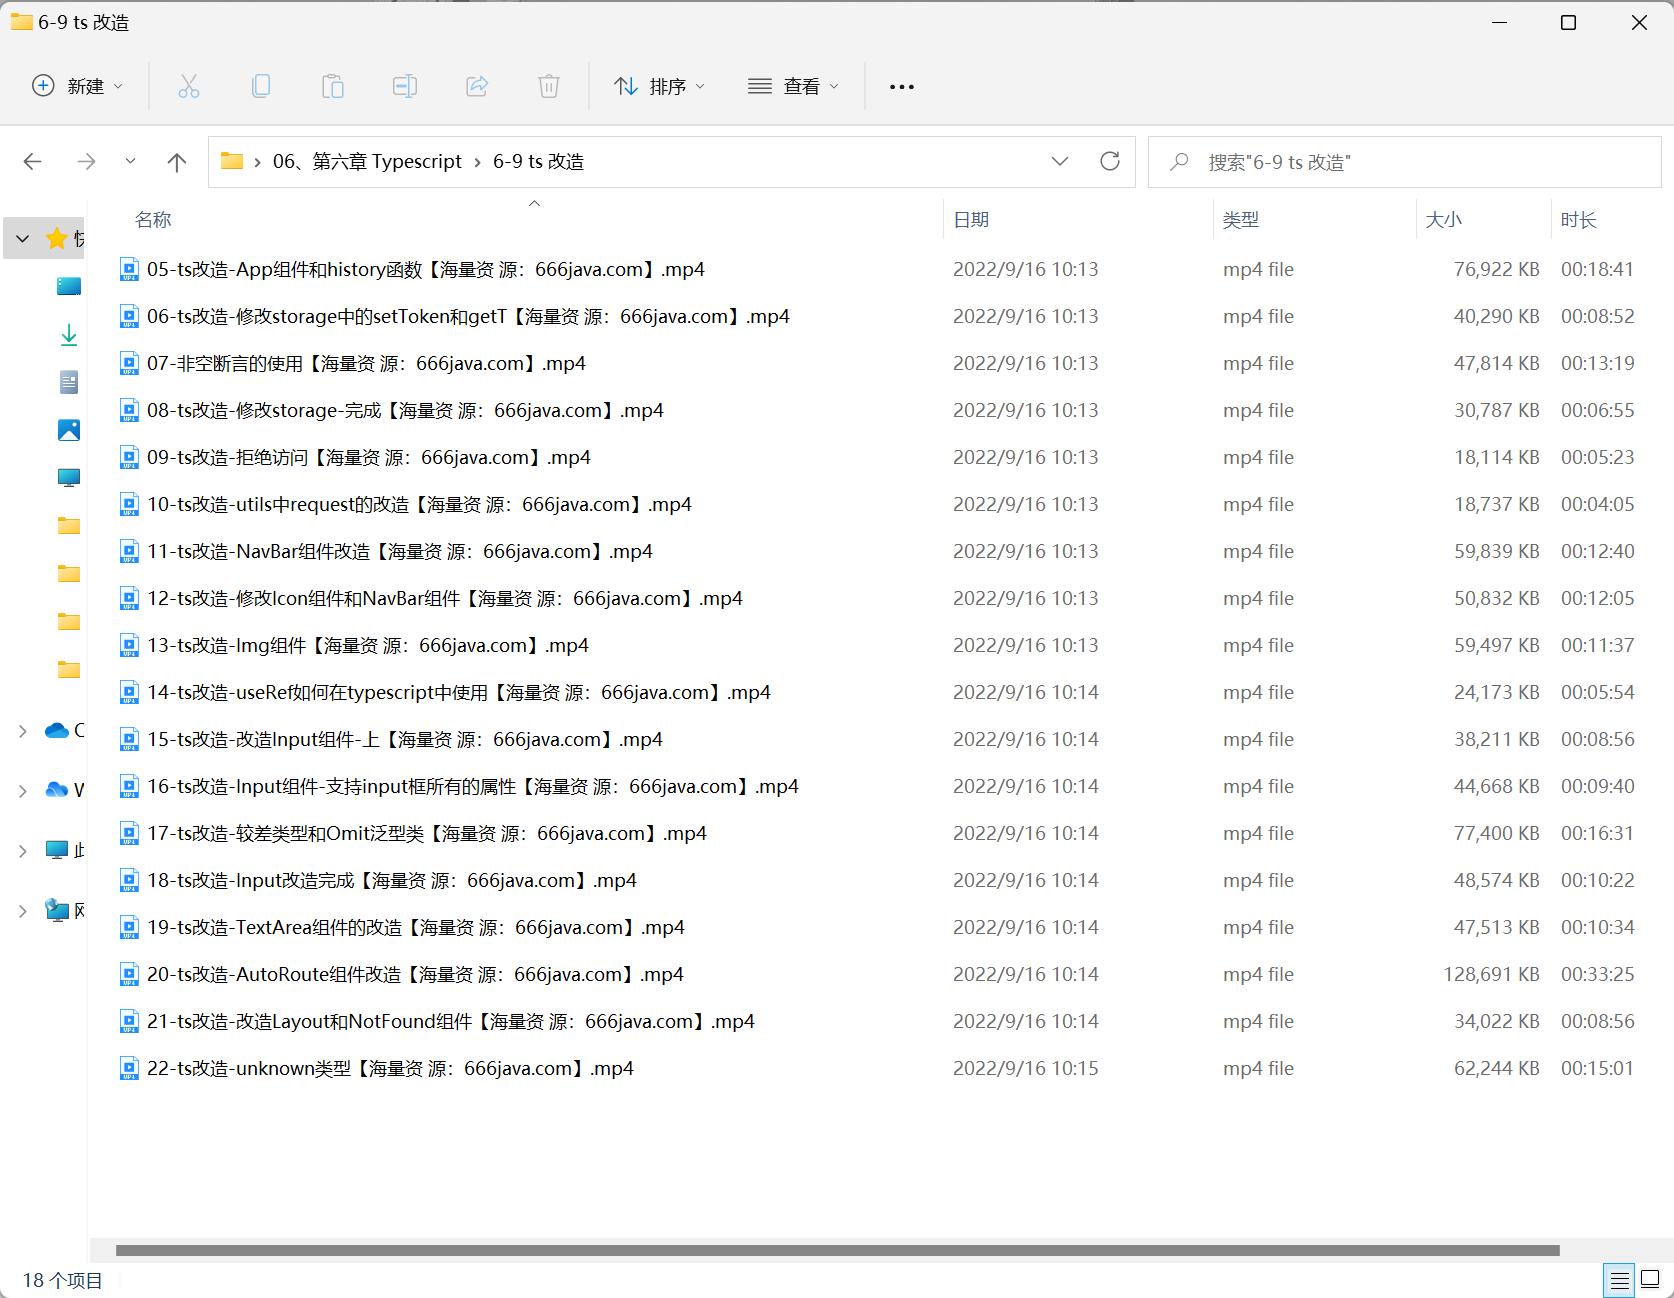 6-9 ts 改造
新建
排序
查看
06、第六章 Typescript
6-9 ts 改造
搜索"6-9 ts 改造"
名称 日期 类型 大小 时长
05-ts改造-App组件和history函数【海量资 源：666java.com】.mp4 2022/9/16 10:13 mp4 file 76,922 KB 00:18:41
06-ts改造-修改storage中的setToken和getT【海量资 源：666java.com】.mp4 2022/9/16 10:13 mp4 file 40,290 KB 00:08:52
07-非空断言的使用【海量资 源：666java.com】.mp4 2022/9/16 10:13 mp4 file 47,814 KB 00:13:19
08-ts改造-修改storage-完成【海量资 源：666java.com】.mp4 2022/9/16 10:13 mp4 file 30,787 KB 00:06:55
09-ts改造-拒绝访问【海量资 源：666java.com】.mp4 2022/9/16 10:13 mp4 file 18,114 KB 00:05:23
10-ts改造-utils中request的改造【海量资 源：666java.com】.mp4 2022/9/16 10:13 mp4 file 18,737 KB 00:04:05
11-ts改造-NavBar组件改造【海量资 源：666java.com】.mp4 2022/9/16 10:13 mp4 file 59,839 KB 00:12:40
12-ts改造-修改Icon组件和NavBar组件【海量资 源：666java.com】.mp4 2022/9/16 10:13 mp4 file 50,832 KB 00:12:05
13-ts改造-Img组件【海量资 源：666java.com】.mp4 2022/9/16 10:13 mp4 file 59,497 KB 00:11:37
14-ts改造-useRef如何在typescript中使用【海量资 源：666java.com】.mp4 2022/9/16 10:14 mp4 file 24,173 KB 00:05:54
15-ts改造-改造Input组件-上【海量资 源：666java.com】.mp4 2022/9/16 10:14 mp4 file 38,211 KB 00:08:56
16-ts改造-Input组件-支持input框所有的属性【海量资 源：666java.com】.mp4 2022/9/16 10:14 mp4 file 44,668 KB 00:09:40
17-ts改造-较差类型和Omit泛型类【海量资 源：666java.com】.mp4 2022/9/16 10:14 mp4 file 77,400 KB 00:16:31
18-ts改造-Input改造完成【海量资 源：666java.com】.mp4 2022/9/16 10:14 mp4 file 48,574 KB 00:10:22
19-ts改造-TextArea组件的改造【海量资 源：666java.com】.mp4 2022/9/16 10:14 mp4 file 47,513 KB 00:10:34
20-ts改造-AutoRoute组件改造【海量资 源：666java.com】.mp4 2022/9/16 10:14 mp4 file 128,691 KB 00:33:25
21-ts改造-改造Layout和NotFound组件【海量资 源：666java.com】.mp4 2022/9/16 10:14 mp4 file 34,022 KB 00:08:56
22-ts改造-unknown类型【海量资 源：666java.com】.mp4 2022/9/16 10:15 mp4 file 62,244 KB 00:15:01
18 个项目